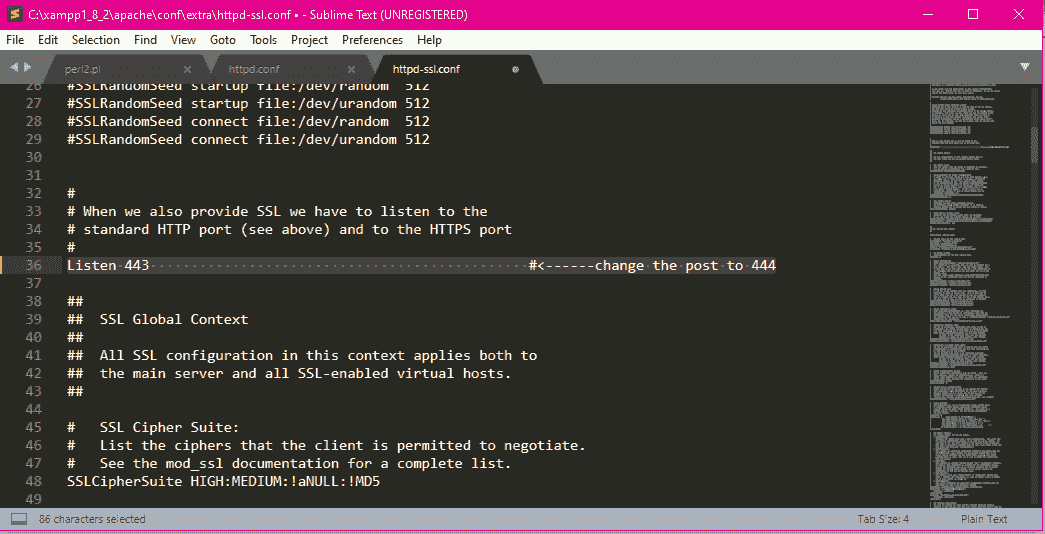 C:\xampp1_8_2\apache\conf\extra\httpd-ssl.conf • - Sublime Text (UNREGISTERED)
File Edit Selection Find View Goto Tools Project Preferences Help
perl2.pl httpd.conf httpd-ssl.conf
26 #SSLRandomSeed startup file:/dev/random  512
27 #SSLRandomSeed startup file:/dev/urandom 512
28 #SSLRandomSeed connect file:/dev/random  512
29 #SSLRandomSeed connect file:/dev/urandom 512
30
31
32 #
33 # When we also provide SSL we have to listen to the
34 # standard HTTP port (see above) and to the HTTPS port
35 #
36 Listen 443 #<------change the post to 444
37
38 ##
39 ##  SSL Global Context
40 ##
41 ##  All SSL configuration in this context applies both to
42 ##  the main server and all SSL-enabled virtual hosts.
43 ##
44
45 #   SSL Cipher Suite:
46 #   List the ciphers that the client is permitted to negotiate.
47 #   See the mod_ssl documentation for a complete list.
48 SSLCipherSuite HIGH:MEDIUM:!aNULL:!MD5
49
86 characters selected Tab Size: 4 Plain Text